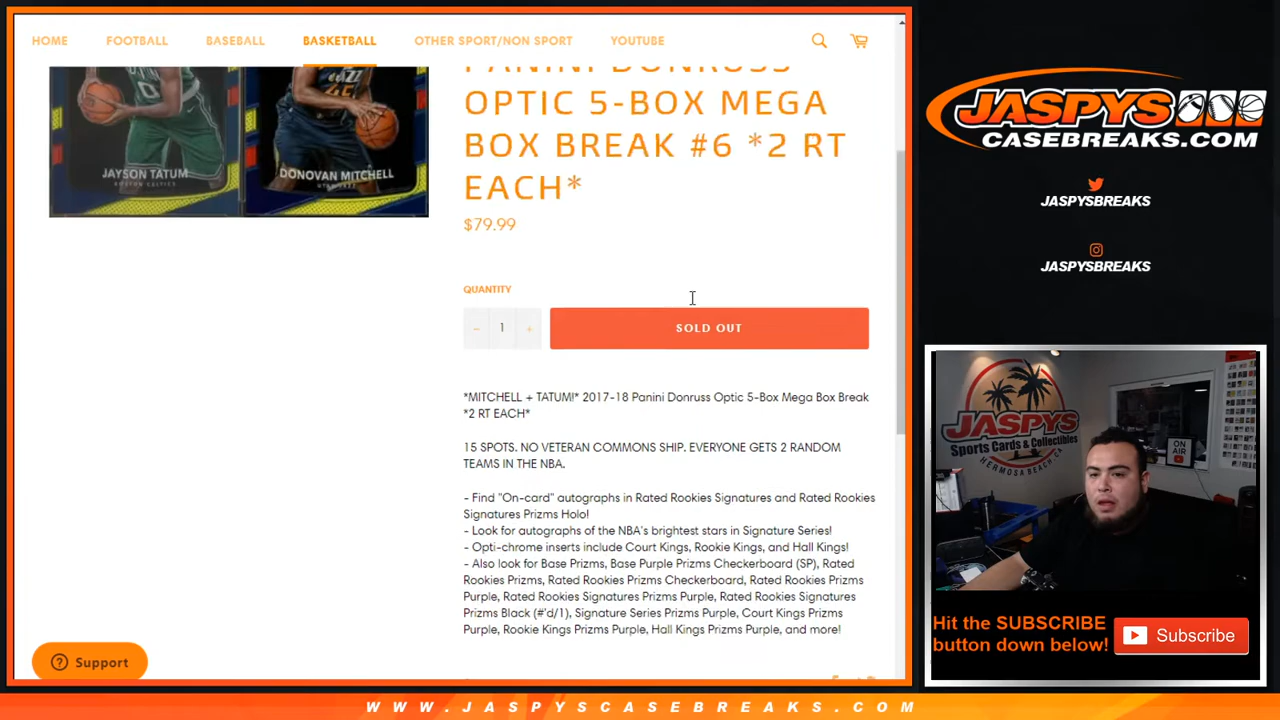 HOME FOOTBALL BASEBALL BASKETBALL OTHER SPORT/NON SPORT YOUTUBE
PANINI DONRUSS
OPTIC 5-BOX MEGA
BOX BREAK #6 *2 RT
EACH*
$79.99
JAYSON TATUM
BOSTON CELTICS
DONOVAN MITCHELL
UTAH JAZZ
QUANTITY
− 1 +
SOLD OUT
*MITCHELL + TATUM!* 2017-18 Panini Donruss Optic 5-Box Mega Box Break
*2 RT EACH*
15 SPOTS. NO VETERAN COMMONS SHIP. EVERYONE GETS 2 RANDOM
TEAMS IN THE NBA.
- Find "On-card" autographs in Rated Rookies Signatures and Rated Rookies
Signatures Prizms Holo!
- Look for autographs of the NBA's brightest stars in Signature Series!
- Opti-chrome inserts include Court Kings, Rookie Kings, and Hall Kings!
- Also look for Base Prizms, Base Purple Prizms Checkerboard (SP), Rated
Rookies Prizms, Rated Rookies Prizms Checkerboard, Rated Rookies Prizms
Purple, Rated Rookies Signatures Prizms Purple, Rated Rookies Signatures
Prizms Black (#'d/1), Signature Series Prizms Purple, Court Kings Prizms
Purple, Rookie Kings Prizms Purple, Hall Kings Prizms Purple, and more!
? Support
JASPYS
CASEBREAKS.COM
JASPYSBREAKS
JASPYSBREAKS
JASPYS
Sports Cards & Collectibles
HERMOSA BEACH, CA
ON
AIR
Hit the SUBSCRIBE
button down below!
Subscribe
WWW.JASPYSCASEBREAKS.COM